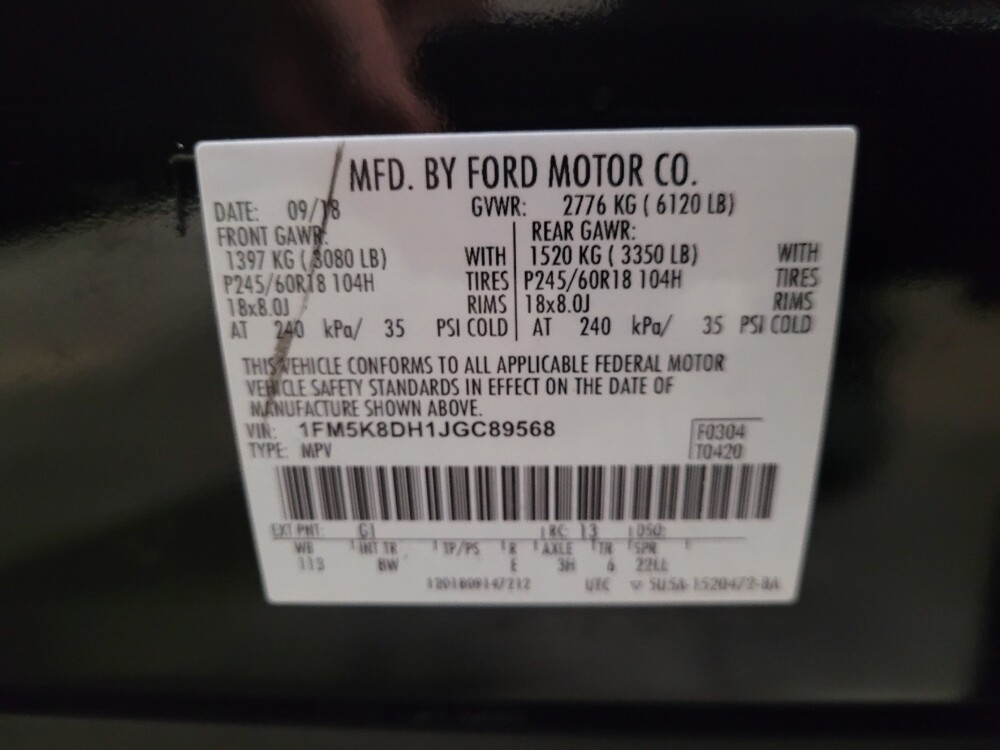 MFD. BY FORD MOTOR CO.
DATE: 09/18 GVWR: 2776 KG ( 6120 LB)
FRONT GAWR: REAR GAWR:
1397 KG ( 3080 LB) WITH 1520 KG ( 3350 LB) WITH
P245/60R18 104H TIRES P245/60R18 104H TIRES
18x8.0J RIMS 18x8.0J RIMS
AT 240 kPa/ 35 PSI COLD AT 240 kPa/ 35 PSI COLD
THIS VEHICLE CONFORMS TO ALL APPLICABLE FEDERAL MOTOR
VEHICLE SAFETY STANDARDS IN EFFECT ON THE DATE OF
MANUFACTURE SHOWN ABOVE.
VIN: 1FM5K8DH1JGC89568
F0304
TYPE: MPV
T0420
EXT PNT: G1 RC: 13 DSO:
WB INT TR TP/PS R AXLE TR SPR
113 BW E 3H 6 22LL
UTC